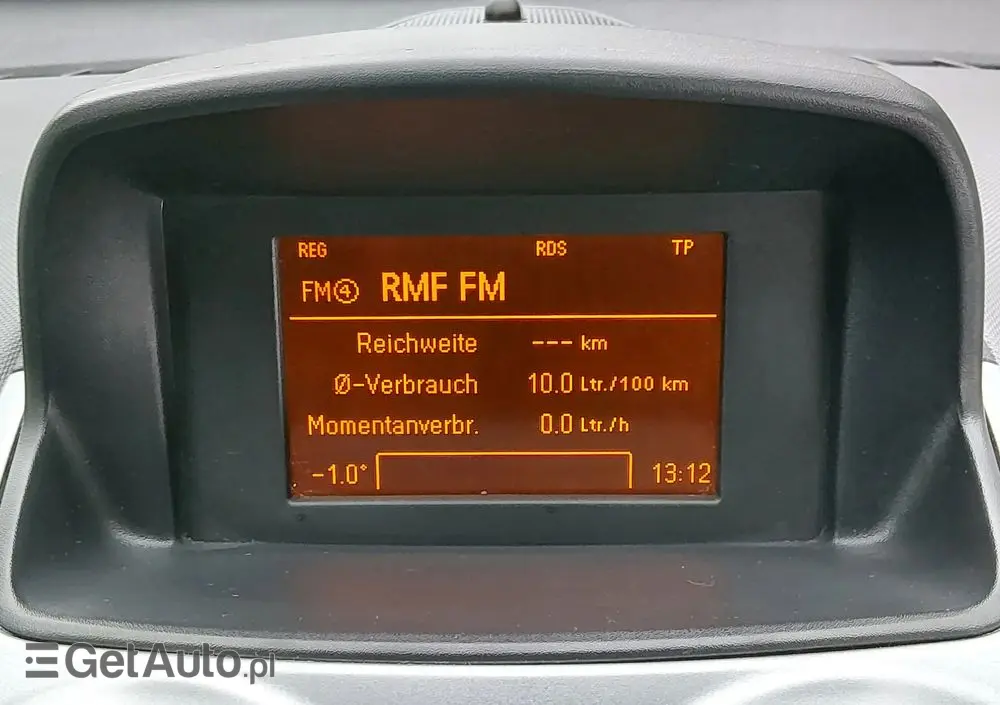 REG RDS TP
FM④ RMF FM
Reichweite --- km
Ø-Verbrauch 10.0 Ltr./100 km
Momentanverbr. 0.0 Ltr./h
-1.0° 13:12
GetAuto.pl